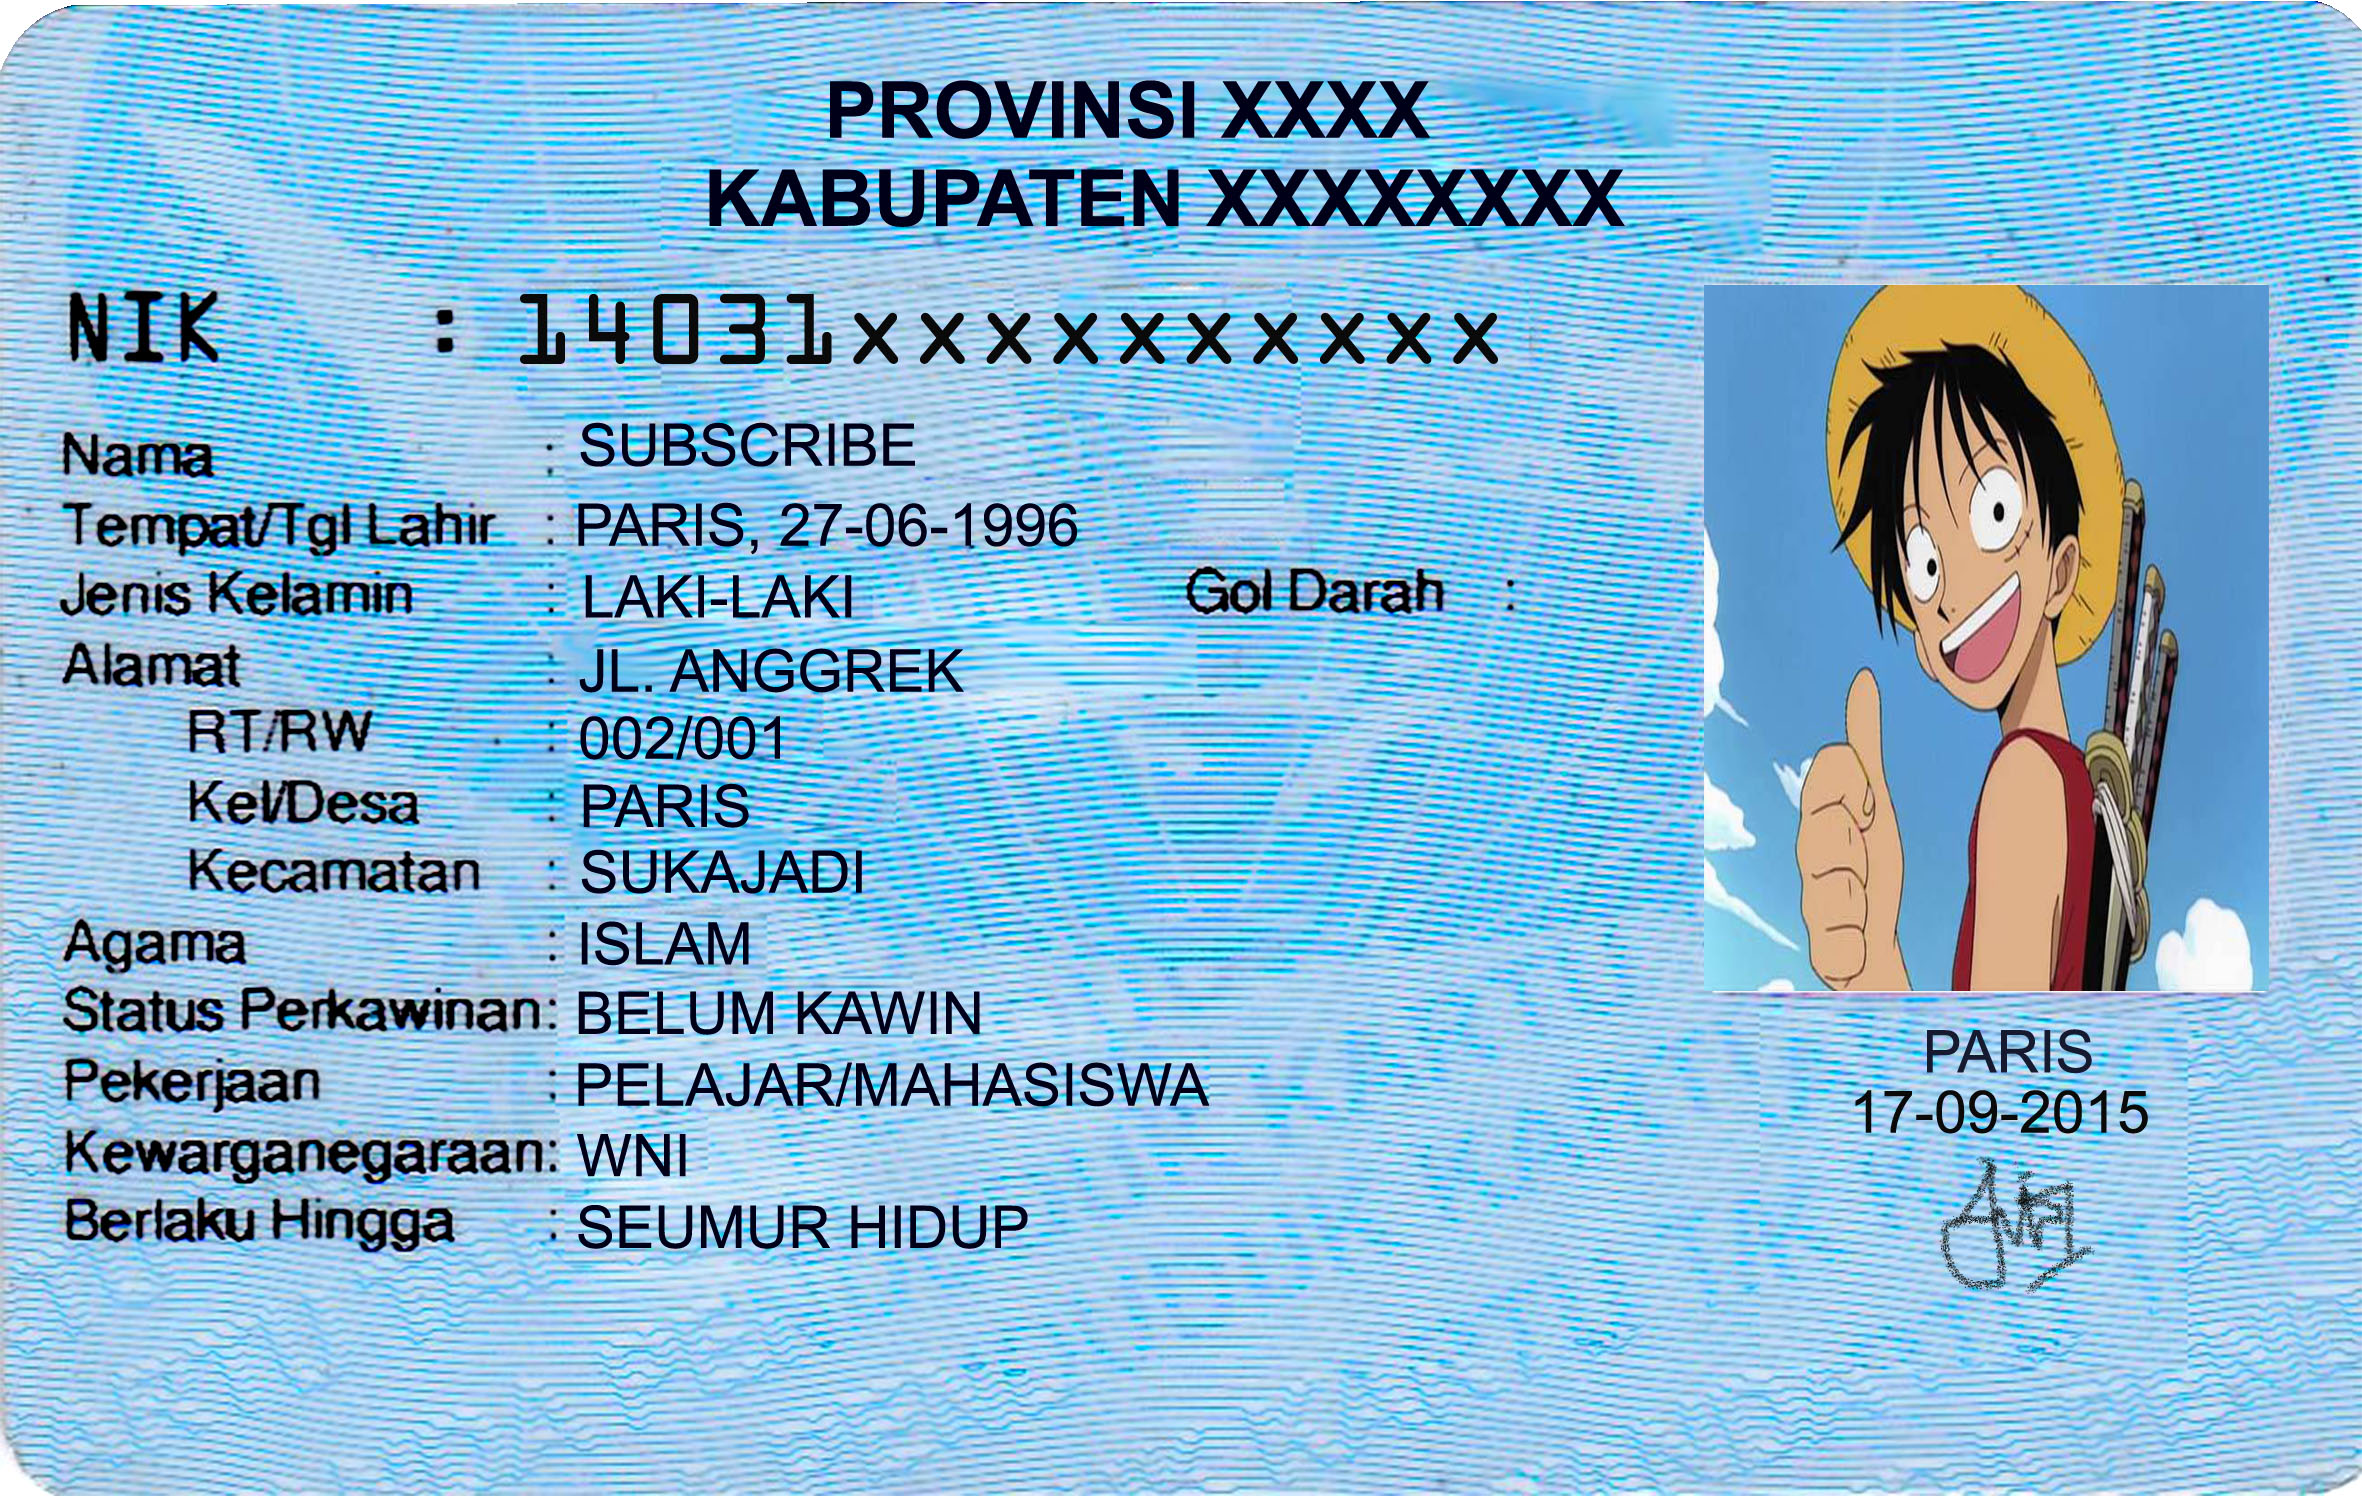 PROVINSI XXXX
KABUPATEN XXXXXXXX
NIK : 14031xxxxxxxxxx
Nama : SUBSCRIBE
Tempat/Tgl Lahir : PARIS, 27-06-1996
Jenis Kelamin : LAKI-LAKI Gol Darah :
Alamat : JL. ANGGREK
RT/RW : 002/001
Kel/Desa : PARIS
Kecamatan : SUKAJADI
Agama : ISLAM
Status Perkawinan: BELUM KAWIN
Pekerjaan : PELAJAR/MAHASISWA
Kewarganegaraan: WNI
Berlaku Hingga : SEUMUR HIDUP
PARIS
17-09-2015